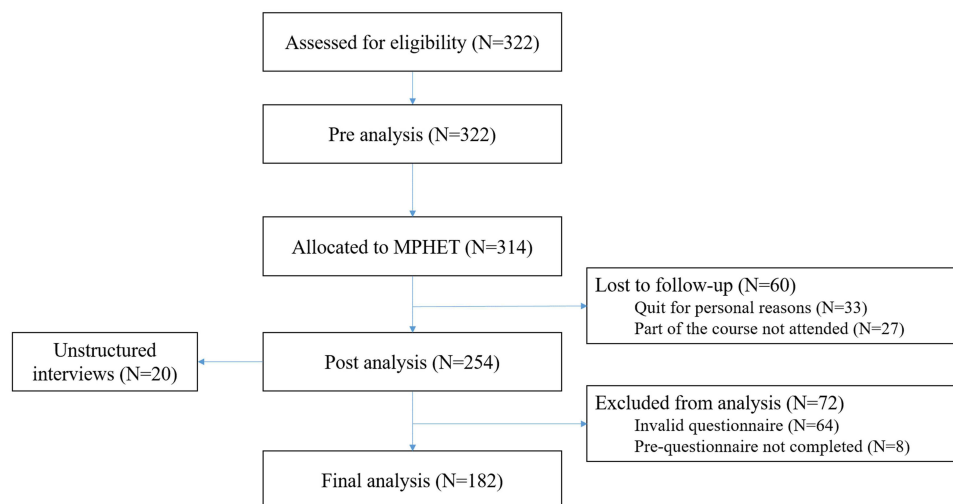 Assessed for eligibility (N=322)
Pre analysis (N=322)
Allocated to MPHET (N=314)
Lost to follow-up (N=60)
Quit for personal reasons (N=33)
Part of the course not attended (N=27)
Unstructured
interviews (N=20)
Post analysis (N=254)
Excluded from analysis (N=72)
Invalid questionnaire (N=64)
Pre-questionnaire not completed (N=8)
Final analysis (N=182)